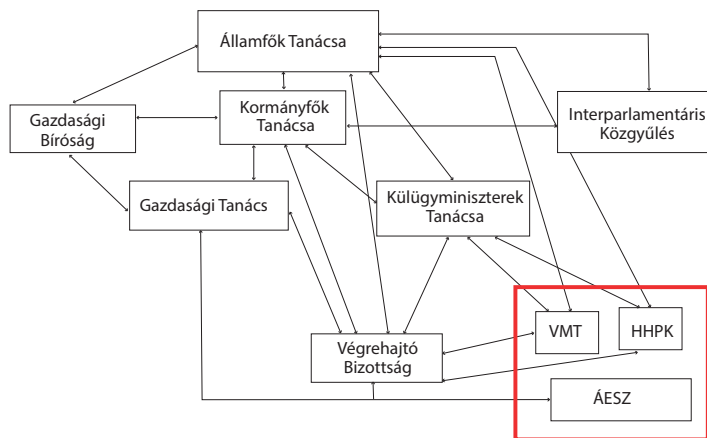 Államfők Tanácsa
Kormányfők
Tanácsa
Gazdasági
Bíróság
Interparlamentáris
Közgyűlés
Gazdasági Tanács
Külügyminiszterek
Tanácsa
VMT
HHPK
Végrehajtó
Bizottság
ÁESZ